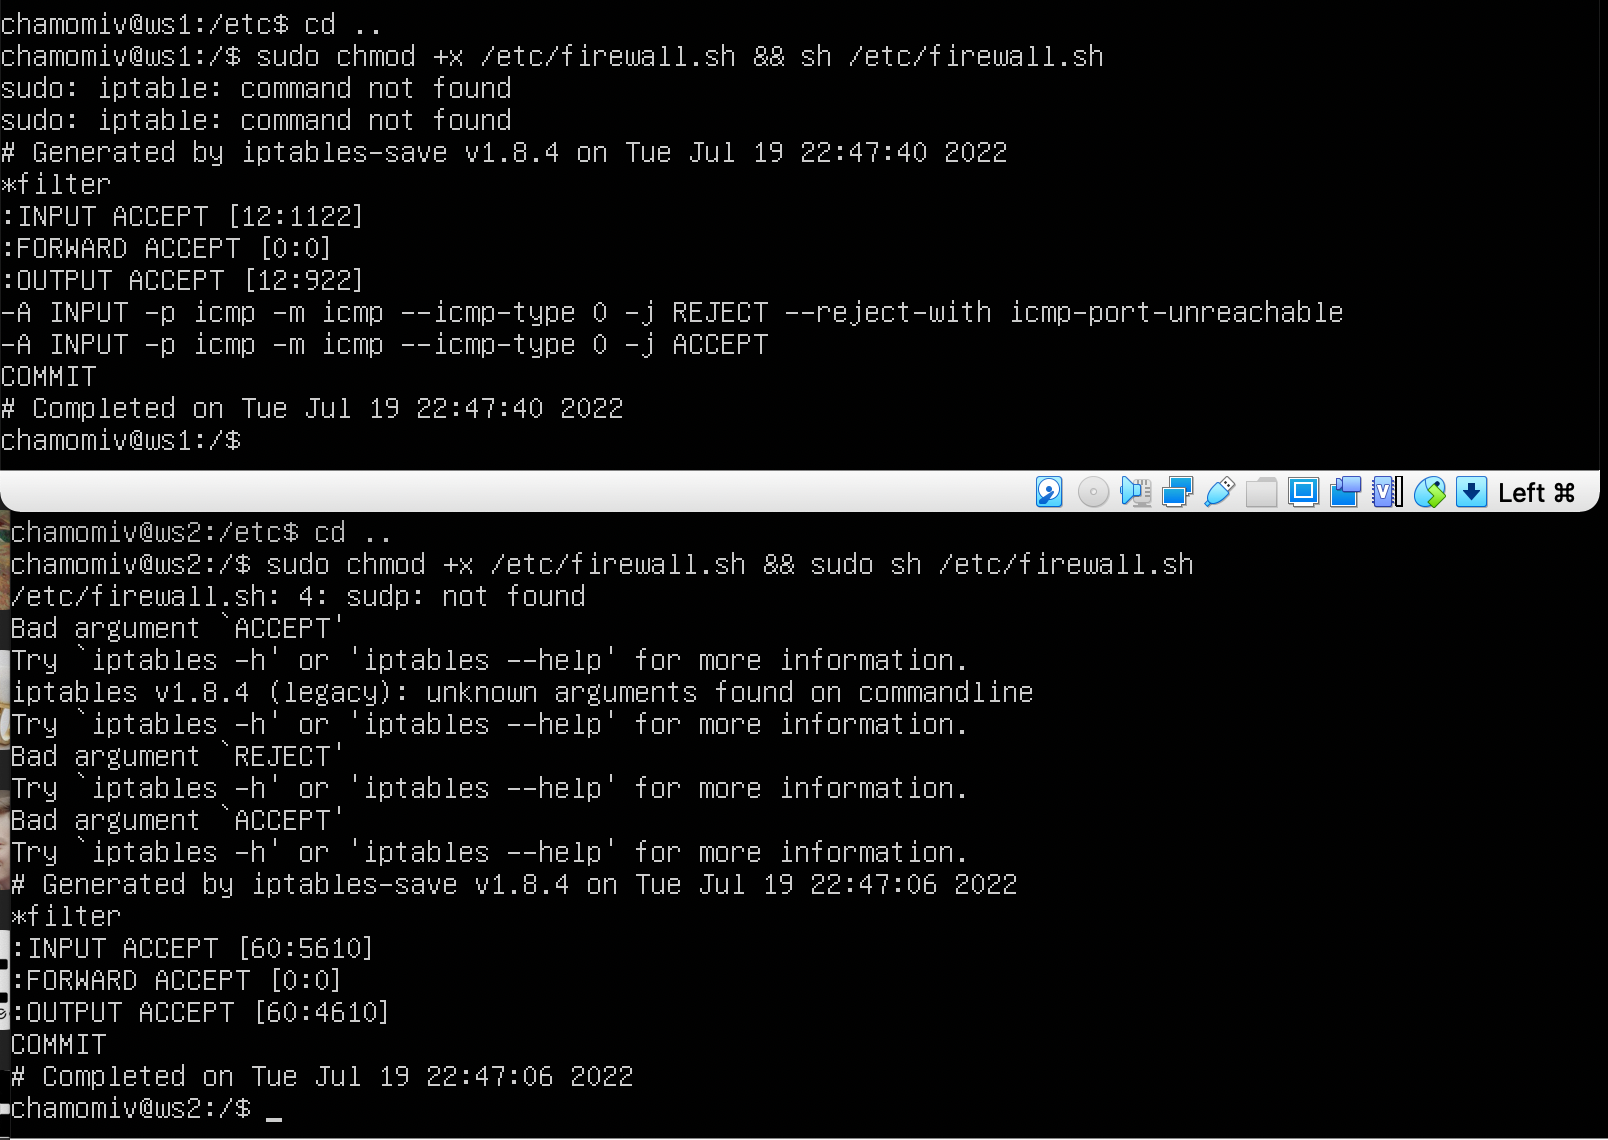 chamomiv@ws1:/etc$ cd ..
chamomiv@ws1:/$ sudo chmod +x /etc/firewall.sh && sh /etc/firewall.sh
sudo: iptable: command not found
sudo: iptable: command not found
# Generated by iptables-save v1.8.4 on Tue Jul 19 22:47:40 2022
*filter
:INPUT ACCEPT [12:1122]
:FORWARD ACCEPT [0:0]
:OUTPUT ACCEPT [12:922]
-A INPUT -p icmp -m icmp --icmp-type 0 -j REJECT --reject-with icmp-port-unreachable
-A INPUT -p icmp -m icmp --icmp-type 0 -j ACCEPT
COMMIT
# Completed on Tue Jul 19 22:47:40 2022
chamomiv@ws1:/$
Left ⌘
chamomiv@ws2:/etc$ cd ..
chamomiv@ws2:/$ sudo chmod +x /etc/firewall.sh && sudo sh /etc/firewall.sh
/etc/firewall.sh: 4: sudp: not found
Bad argument `ACCEPT'
Try `iptables -h' or 'iptables --help' for more information.
iptables v1.8.4 (legacy): unknown arguments found on commandline
Try `iptables -h' or 'iptables --help' for more information.
Bad argument `REJECT'
Try `iptables -h' or 'iptables --help' for more information.
Bad argument `ACCEPT'
Try `iptables -h' or 'iptables --help' for more information.
# Generated by iptables-save v1.8.4 on Tue Jul 19 22:47:06 2022
*filter
:INPUT ACCEPT [60:5610]
:FORWARD ACCEPT [0:0]
:OUTPUT ACCEPT [60:4610]
COMMIT
# Completed on Tue Jul 19 22:47:06 2022
chamomiv@ws2:/$ _